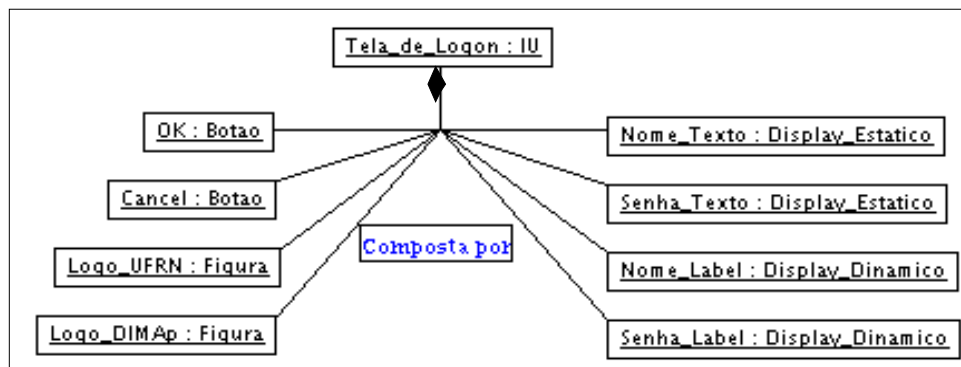 Tela_de_Logon : IU
OK : Botao
Nome_Texto : Display_Estatico
Cancel : Botao
Senha_Texto : Display_Estatico
Composta por
Logo_UFRN : Figura
Nome_Label : Display_Dinamico
Logo_DIMAp : Figura
Senha_Label : Display_Dinamico